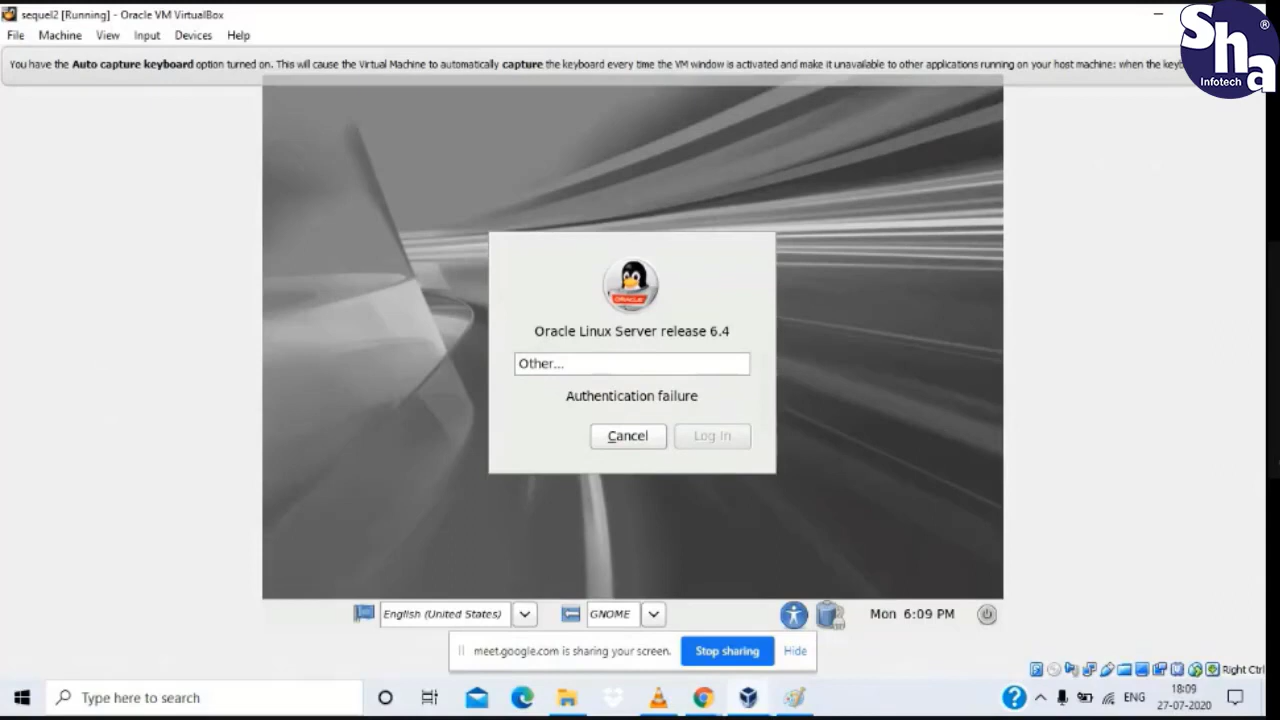 sequel2 [Running] - Oracle VM VirtualBox
File Machine View Input Devices Help
You have the Auto capture keyboard option turned on. This will cause the Virtual Machine to automatically capture the keyboard every time the VM window is activated and make it unavailable to other applications running on your host machine: when the
Sha ®
Infotech
ORACLE
Oracle Linux Server release 6.4
Other...
Authentication failure
Cancel Log In
English (United States) GNOME Mon 6:09 PM
meet.google.com is sharing your screen. Stop sharing Hide
Right Ctrl
Type here to search
ENG 18:09
27-07-2020